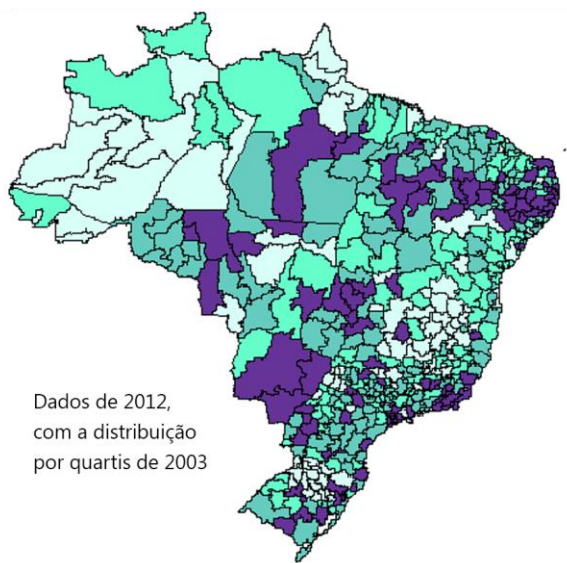 Dados de 2012,
com a distribuição
por quartis de 2003